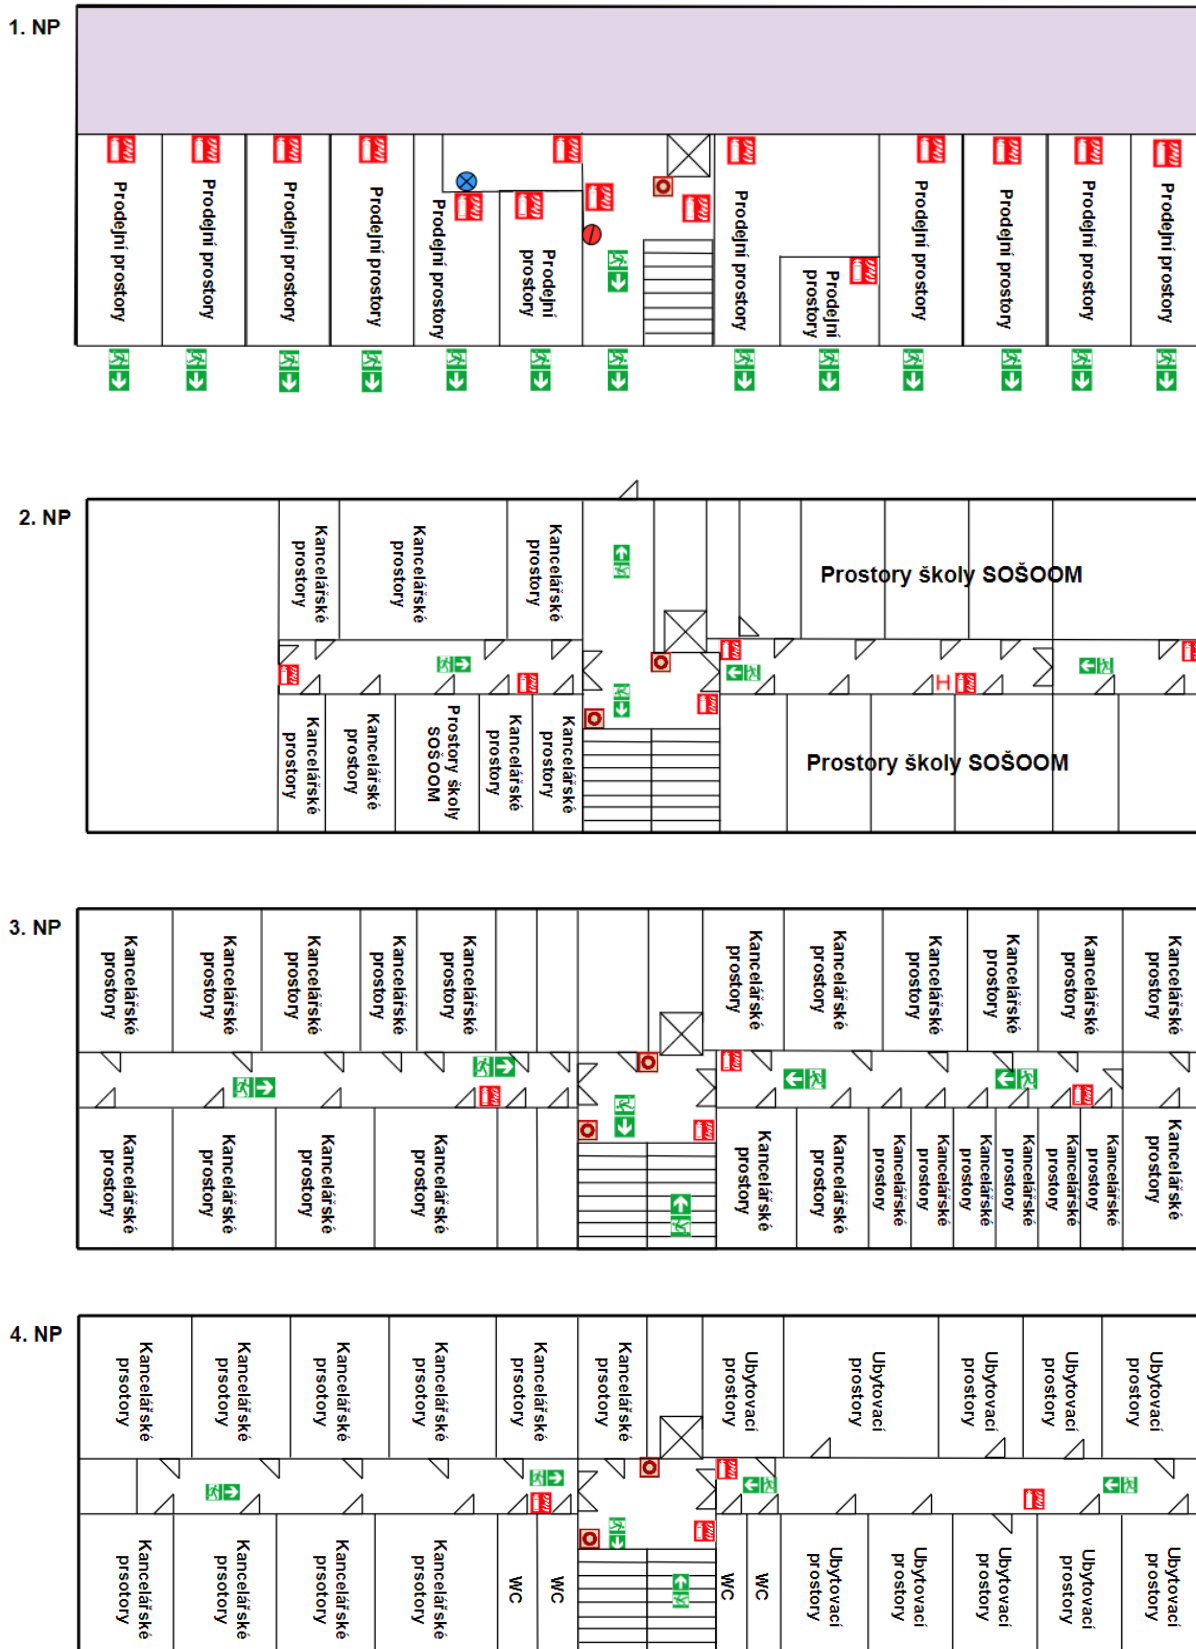 1. NP
Prodejní prostory
Prodejní prostory
Prodejní prostory
Prodejní prostory
Prodejní prostory
Prodejní
prostory
Prodejní prostory
Prodejní
prostory
Prodejní prostory
Prodejní prostory
Prodejní prostory
Prodejní prostory
2. NP
Kancelářské
prostory
Kancelářské
prostory
Kancelářské
prostory
Prostory školy SOŠOOM
H
Kancelářské
prostory
Kancelářské
prostory
Prostory školy
SOŠOOM
Kancelářské
prostory
Kancelářské
prostory
Prostory školy SOŠOOM
3. NP
Kancelářské
prostory
Kancelářské
prostory
Kancelářské
prostory
Kancelářské
prostory
Kancelářské
prostory
Kancelářské
prostory
Kancelářské
prostory
Kancelářské
prostory
Kancelářské
prostory
Kancelářské
prostory
Kancelářské
prostory
Kancelářské
prostory
Kancelářské
prostory
Kancelářské
prostory
Kancelářské
prostory
Kancelářské
prostory
Kancelářské
prostory
Kancelářské
prostory
Kancelářské
prostory
Kancelářské
prostory
Kancelářské
prostory
Kancelářské
prostory
Kancelářské
prostory
Kancelářské
prostory
4. NP
Kancelářské
prsotory
Kancelářské
prsotory
Kancelářské
prsotory
Kancelářské
prsotory
Kancelářské
prsotory
Kancelářské
prostory
Ubytovací
prostory
Ubytovací
prostory
Ubytovací
prostory
Ubytovací
prostory
Ubytovací
prostory
Kancelářské
prsotory
Kancelářské
prsotory
Kancelářské
prsotory
Kancelářské
prsotory
WC
WC
WC
WC
Ubytovací
prostory
Ubytovací
prostory
Ubytovací
prostory
Ubytovací
prostory
Ubytovací
prostory